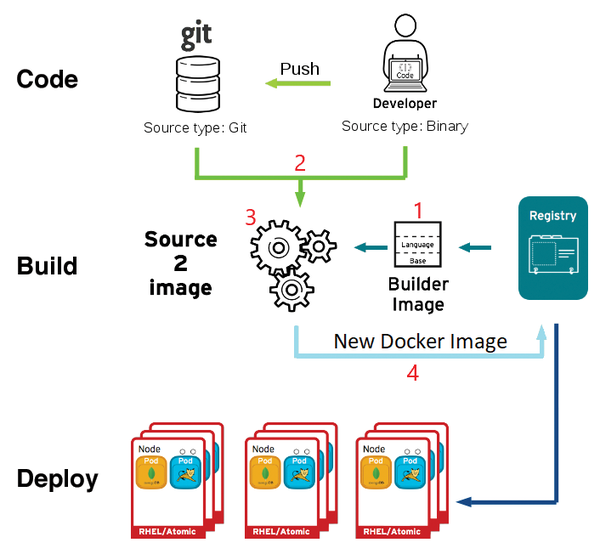 git
Code
Push
Code
Developer
Source type: Git
Source type: Binary
2
3
1
Registry
Source
2
image
Language
Base
Build
Builder
Image
New Docker Image
4
Node
Pod
Pod
RHEL/Atomic
Node
Pod
Pod
RHEL/Atomic
Node
Pod
Pod
RHEL/Atomic
Deploy